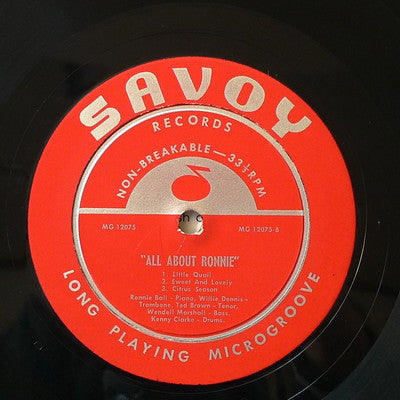 SAVOY
RECORDS
NON-BREAKABLE—33⅓RPM
MG 12075
MG 12075-B
"ALL ABOUT RONNIE"
1. Little Quail
2. Sweet And Lovely
3. Citrus Season
Ronnie Ball - Piano, Willie Dennis -
Trombone, Ted Brown - Tenor,
Wendell Marshall - Bass,
Kenny Clarke - Drums.
LONG PLAYING MICROGROOVE